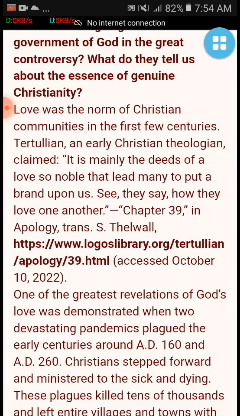 82% 7:54 AM
U:0KB/s D:0KB/s No internet connection
government of God in the great
controversy? What do they tell us
about the essence of genuine
Christianity?
Love was the norm of Christian
communities in the first few centuries.
Tertullian, an early Christian theologian,
claimed: “It is mainly the deeds of a
love so noble that lead many to put a
brand upon us. See, they say, how they
love one another.”—“Chapter 39,” in
Apology, trans. S. Thelwall,
https://www.logoslibrary.org/tertullian
/apology/39.html (accessed October
10, 2022).
One of the greatest revelations of God’s
love was demonstrated when two
devastating pandemics plagued the
early centuries around A.D. 160 and
A.D. 260. Christians stepped forward
and ministered to the sick and dying.
These plagues killed tens of thousands
and left entire villages and towns with